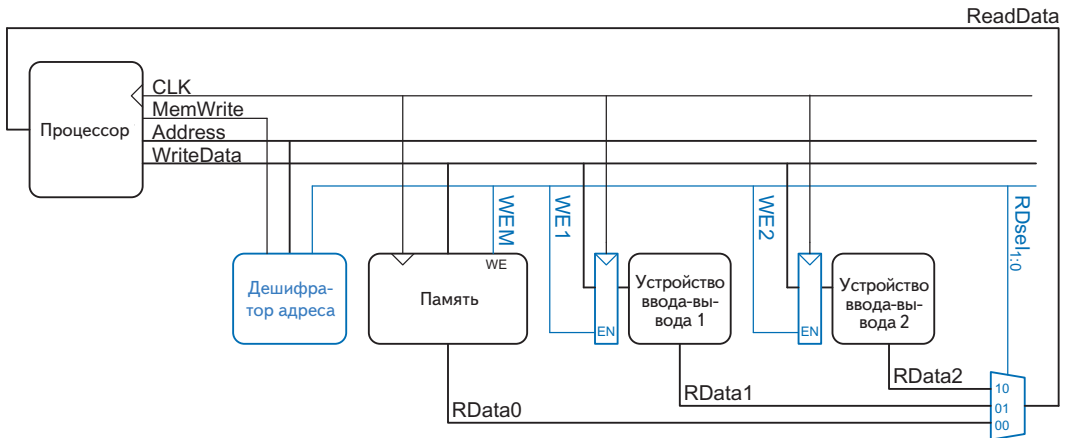 ReadData
CLK
MemWrite
Процессор
Address
WriteData
WEM
WE1
WE2
RDsel1:0
WE
Дешифра-
тор адреса
Память
Устройство
ввода-вы-
вода 1
EN
Устройство
ввода-вы-
вода 2
EN
RData2
10
RData1
01
RData0
00